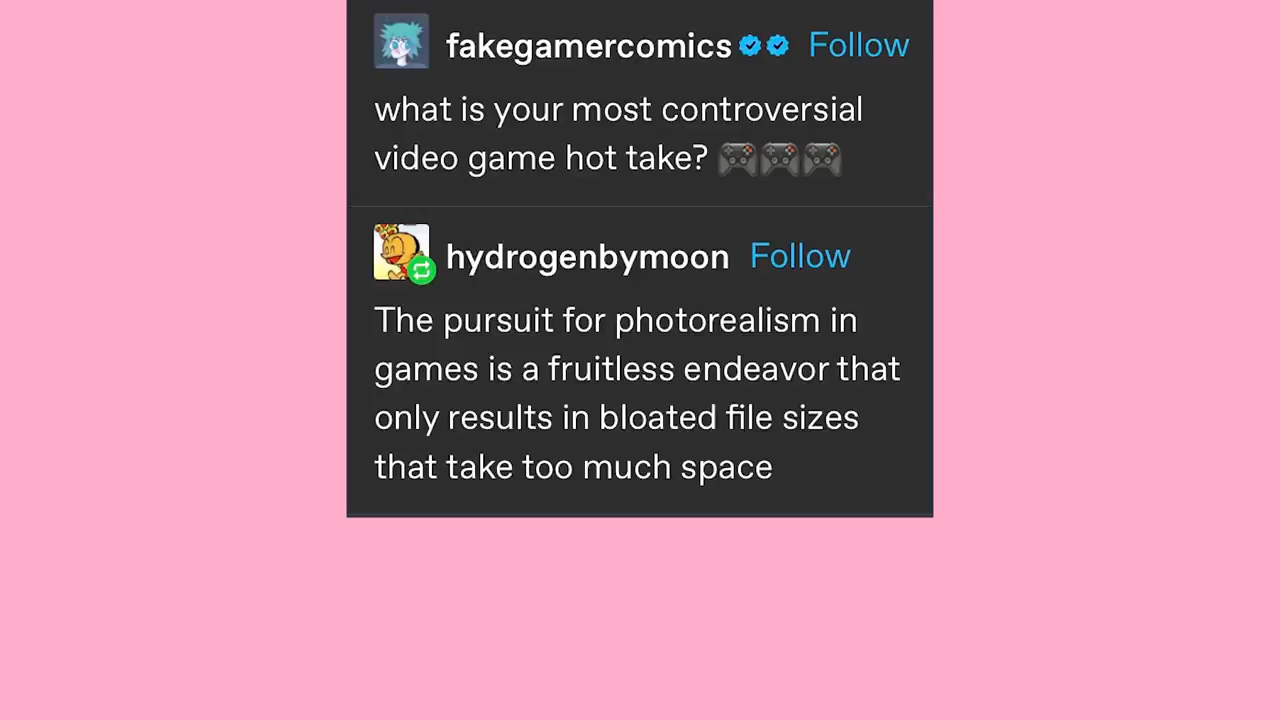 fakegamercomics Follow
what is your most controversial
video game hot take? 🎮🎮🎮
hydrogenbymoon Follow
The pursuit for photorealism in
games is a fruitless endeavor that
only results in bloated file sizes
that take too much space